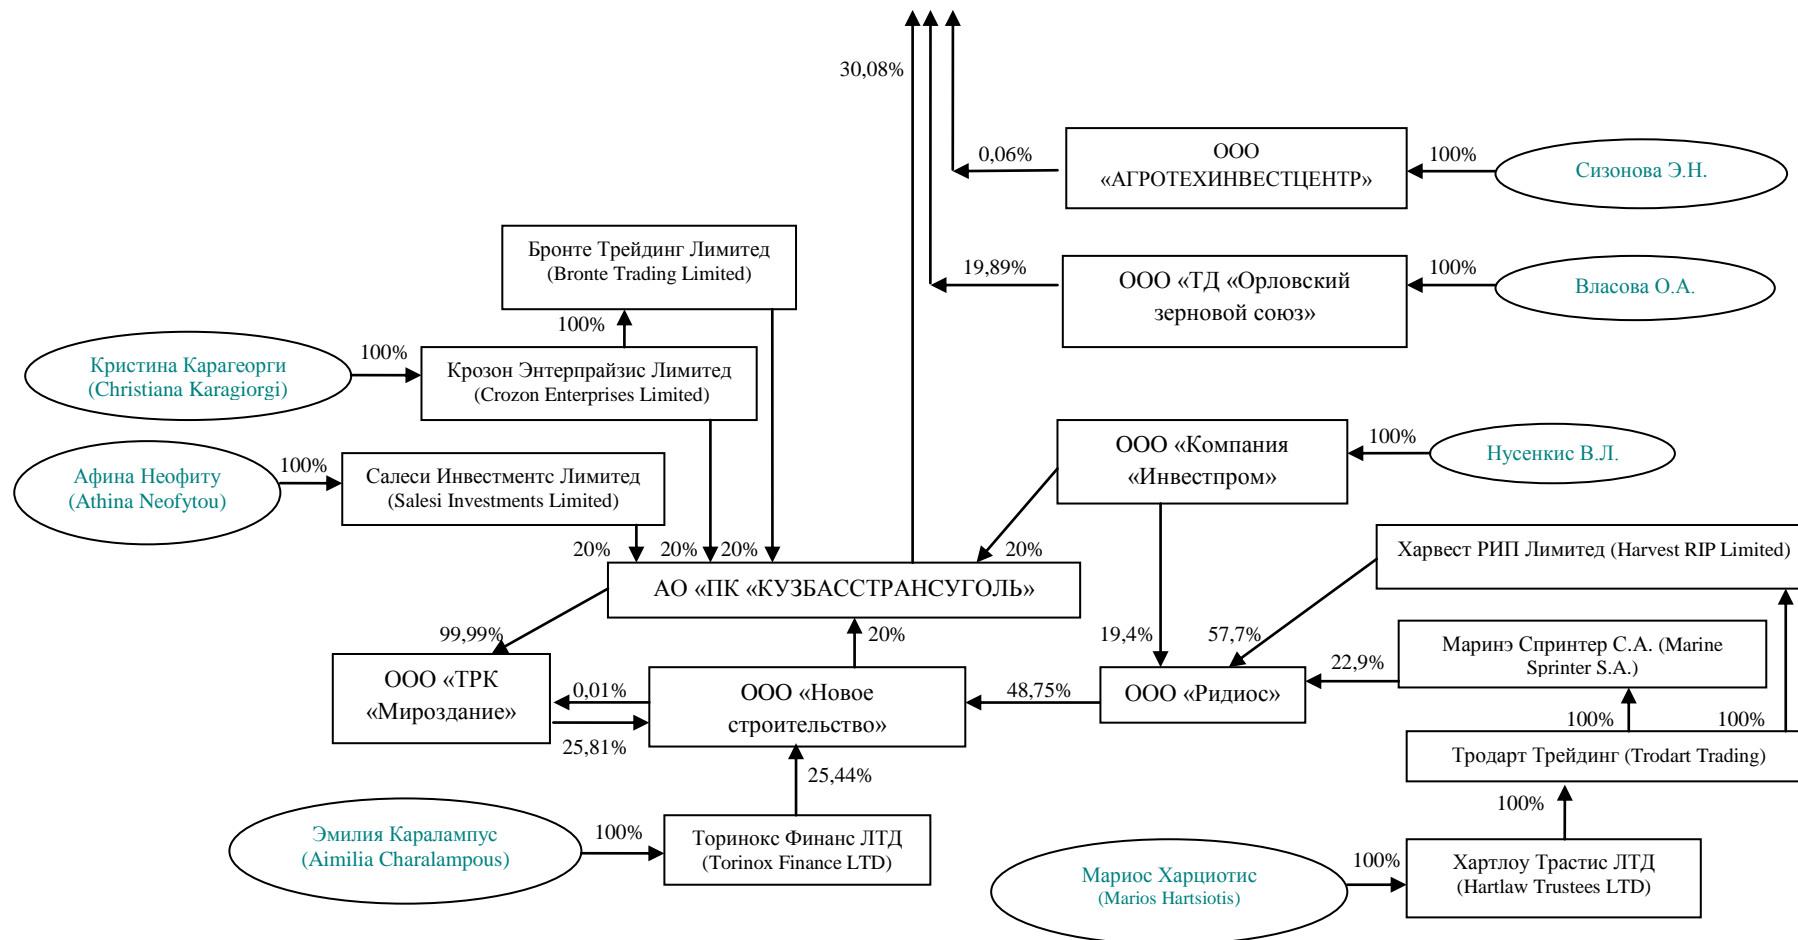 30,08%
0,06%
ООО
«АГРОТЕХИНВЕСТЦЕНТР»
100%
Сизонова Э.Н.
Бронте Трейдинг Лимитед
(Bronte Trading Limited)
19,89%
ООО «ТД «Орловский
зерновой союз»
100%
Власова О.А.
100%
Кристина Карагеорги
(Christiana Karagiorgi)
100%
Крозон Энтерпрайзис Лимитед
(Crozon Enterprises Limited)
ООО «Компания
«Инвестпром»
100%
Нусенкис В.Л.
Афина Неофиту
(Athina Neofytou)
100%
Салеси Инвестментс Лимитед
(Salesi Investments Limited)
20%
20%
20%
20%
Харвест РИП Лимитед (Harvest RIP Limited)
АО «ПК «КУЗБАССТРАНСУГОЛЬ»
99,99%
20%
19,4%
57,7%
Маринэ Спринтер С.А. (Marine
Sprinter S.A.)
22,9%
ООО «ТРК
«Мироздание»
0,01%
25,81%
ООО «Новое
строительство»
48,75%
ООО «Ридиос»
100%
100%
25,44%
Тродарт Трейдинг (Trodart Trading)
100%
Эмилия Каралампус
(Aimilia Charalampous)
100%
Торинокс Финанс ЛТД
(Torinox Finance LTD)
Мариос Харциотис
(Marios Hartsiotis)
100%
Хартлоу Трастис ЛТД
(Hartlaw Trustees LTD)